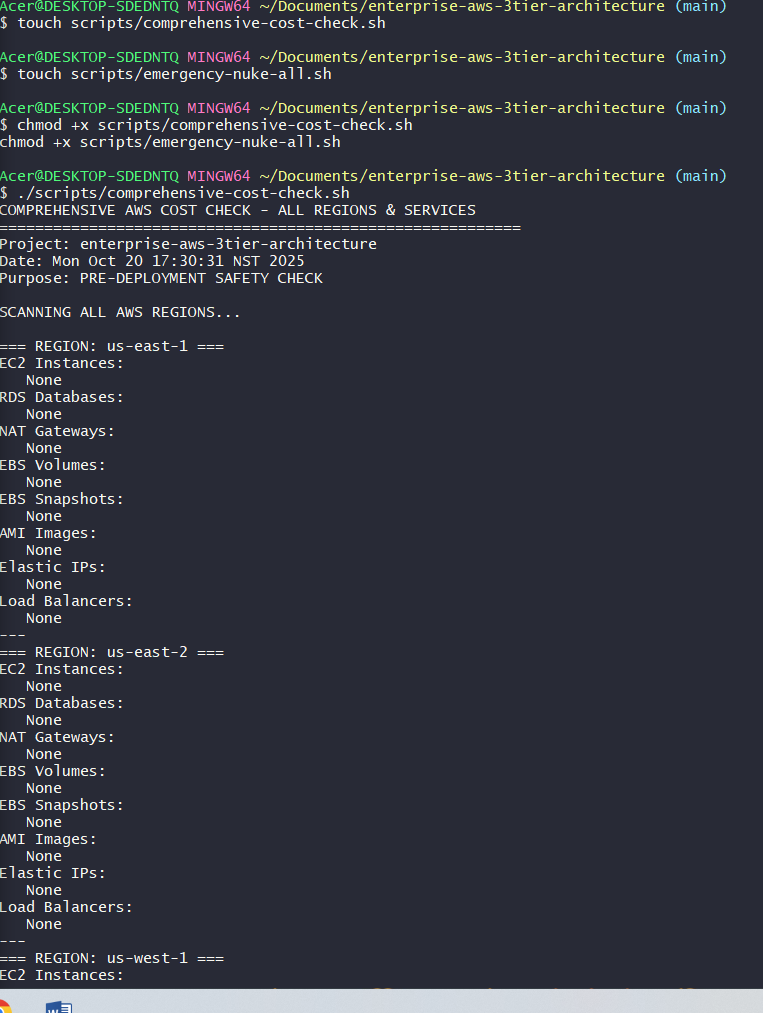 Acer@DESKTOP-SDEDNTQ MINGW64 ~/Documents/enterprise-aws-3tier-architecture (main)
$ touch scripts/comprehensive-cost-check.sh
Acer@DESKTOP-SDEDNTQ MINGW64 ~/Documents/enterprise-aws-3tier-architecture (main)
$ touch scripts/emergency-nuke-all.sh
Acer@DESKTOP-SDEDNTQ MINGW64 ~/Documents/enterprise-aws-3tier-architecture (main)
$ chmod +x scripts/comprehensive-cost-check.sh
chmod +x scripts/emergency-nuke-all.sh
Acer@DESKTOP-SDEDNTQ MINGW64 ~/Documents/enterprise-aws-3tier-architecture (main)
$ ./scripts/comprehensive-cost-check.sh
COMPREHENSIVE AWS COST CHECK - ALL REGIONS & SERVICES
==========================================================
Project: enterprise-aws-3tier-architecture
Date: Mon Oct 20 17:30:31 NST 2025
Purpose: PRE-DEPLOYMENT SAFETY CHECK
SCANNING ALL AWS REGIONS...
=== REGION: us-east-1 ===
EC2 Instances:
None
RDS Databases:
None
NAT Gateways:
None
EBS Volumes:
None
EBS Snapshots:
None
AMI Images:
None
Elastic IPs:
None
Load Balancers:
None
---
=== REGION: us-east-2 ===
EC2 Instances:
None
RDS Databases:
None
NAT Gateways:
None
EBS Volumes:
None
EBS Snapshots:
None
AMI Images:
None
Elastic IPs:
None
Load Balancers:
None
---
=== REGION: us-west-1 ===
EC2 Instances: